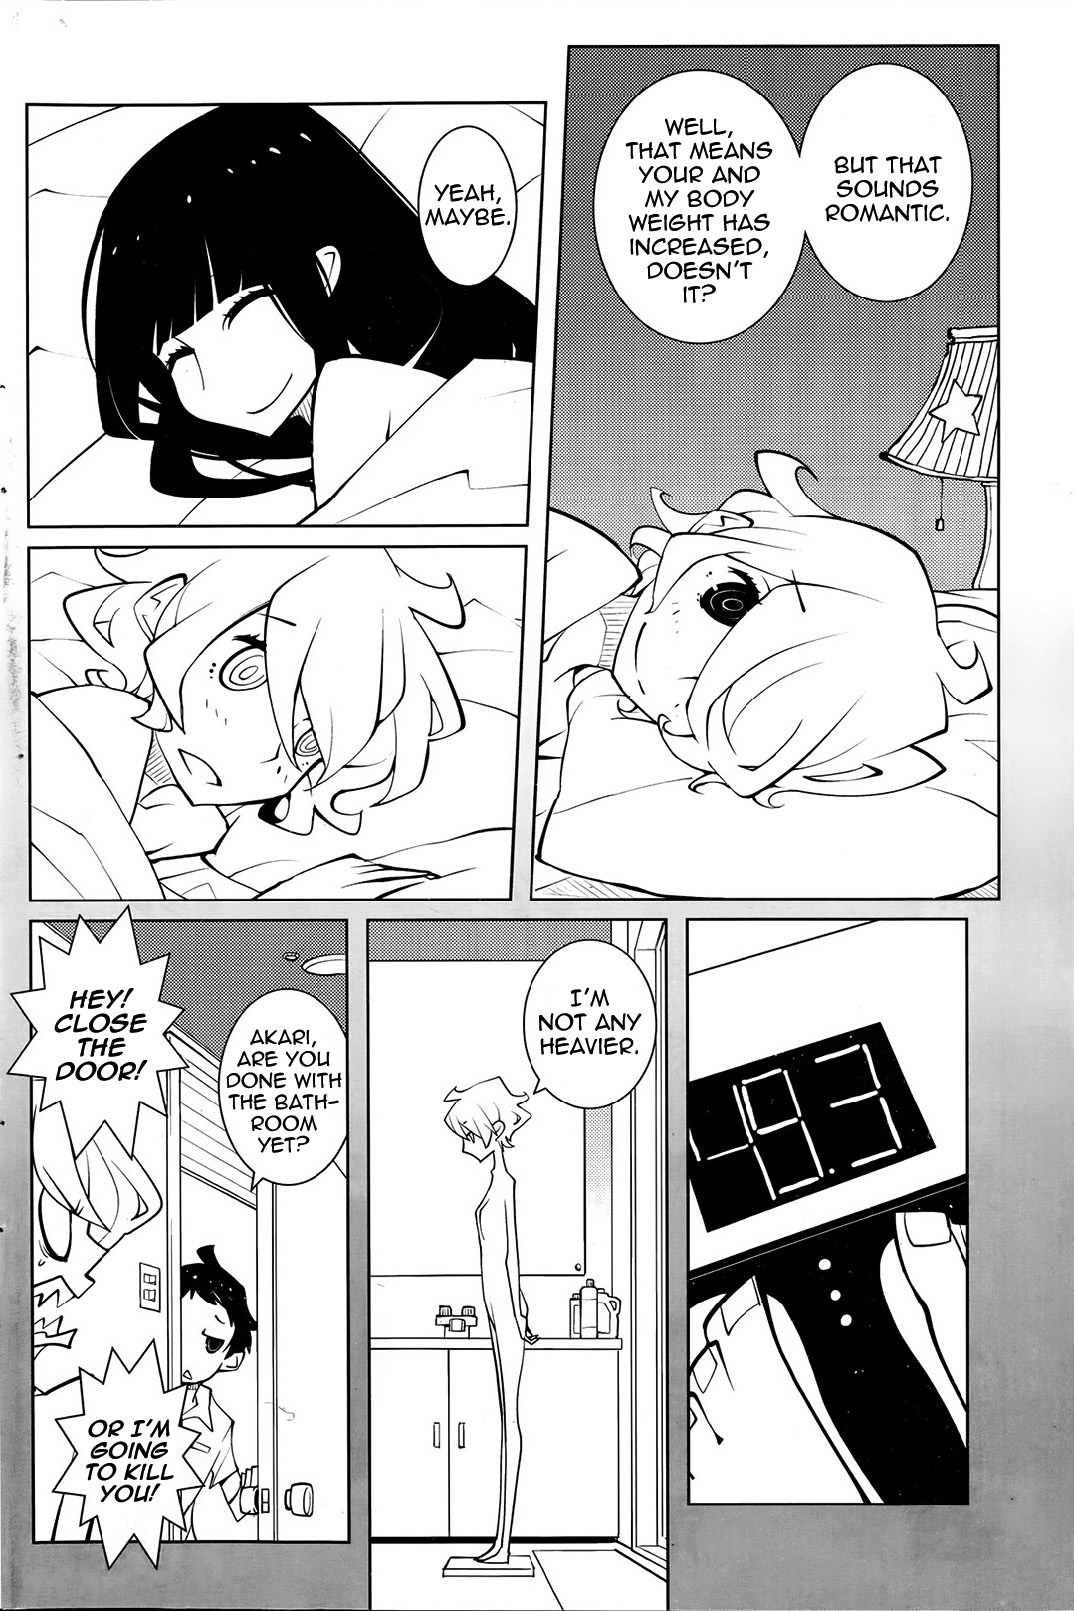 BUT THAT
SOUNDS
ROMANTIC.
WELL,
THAT MEANS
YOUR AND
MY BODY
WEIGHT HAS
INCREASED,
DOESN'T
IT?
YEAH,
MAYBE.
48.2
I'M
NOT ANY
HEAVIER.
AKARI,
ARE YOU
DONE WITH
THE BATH-
ROOM
YET?
HEY!
CLOSE
THE
DOOR!
OR I'M
GOING
TO KILL
YOU!